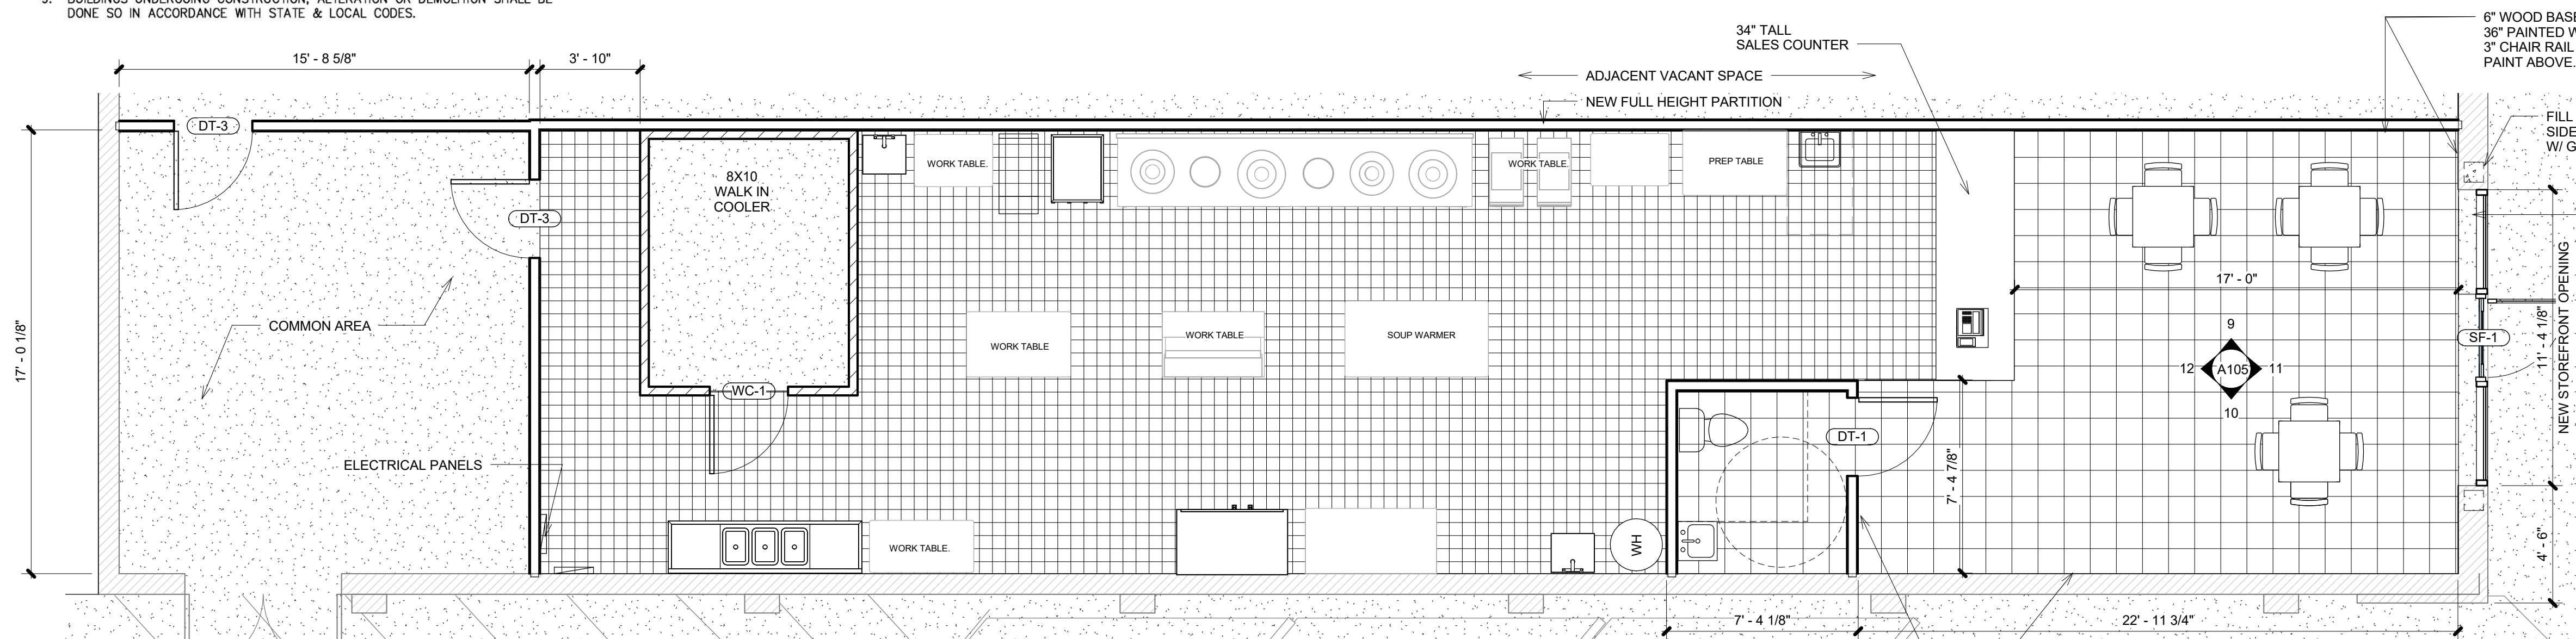 DONE SO IN ACCORDANCE WITH STATE & LOCAL CODES.
15' - 8 5/8"
3' - 10"
34" TALL
SALES COUNTER
6" WOOD BASE
36" PAINTED W
3" CHAIR RAIL
PAINT ABOVE.
ADJACENT VACANT SPACE
NEW FULL HEIGHT PARTITION
FILL
SIDE
W/ G
DT-3
DT-3
8X10
WALK IN
COOLER
WORK TABLE.
WORK TABLE.
PREP TABLE
17' - 0"
COMMON AREA
WORK TABLE
WORK TABLE
SOUP WARMER
9
12
A105
11
10
SF-1
11' - 4 1/8"
NEW STOREFRONT OPENING
17' - 0 1/8"
WC-1
DT-1
ELECTRICAL PANELS
7' - 4 7/8"
WORK TABLE.
WH
4' - 6"
7' - 4 1/8"
22' - 11 3/4"